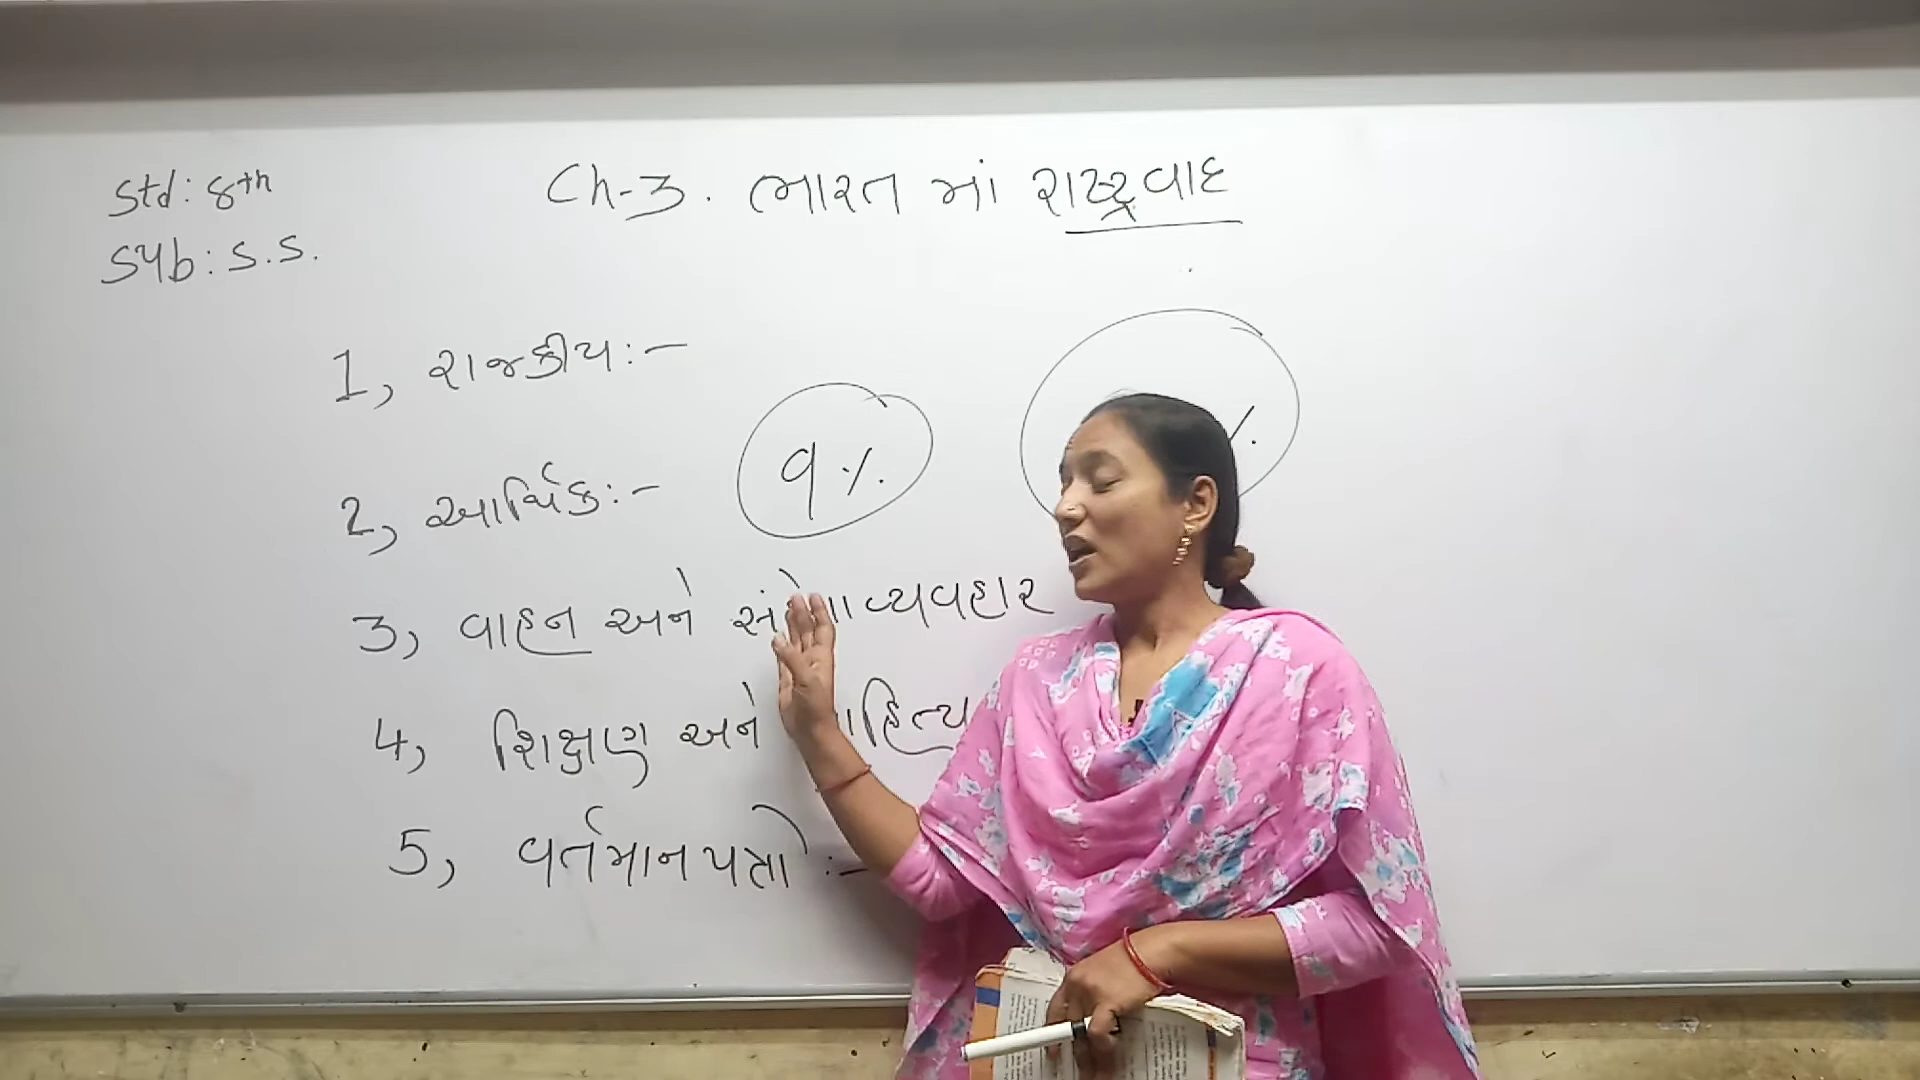 Std: 8th
Sub: S.S.
Ch-3. ભારત માં રાષ્ટ્રવાદ
1, રાજકીય:-
2, આર્થિક:-
૧%
%
3, વાહન અને વ્યવહાર
4, શિક્ષણ અને
5, વર્તમાનપત્રો:-